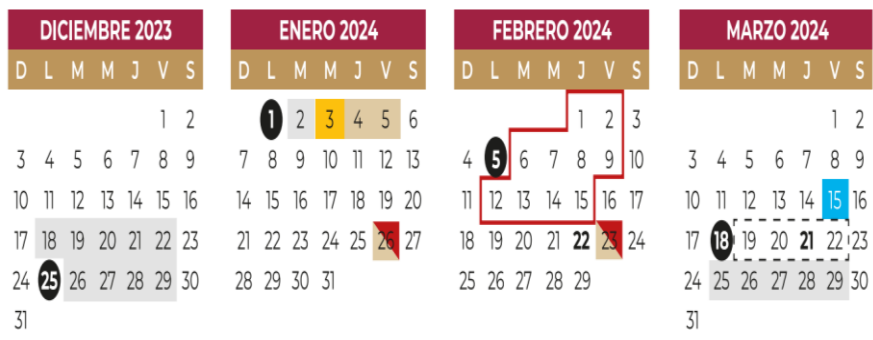 DICIEMBRE 2023
D L M M J V S
1 2
3 4 5 6 7 8 9
10 11 12 13 14 15 16
17 18 19 20 21 22 23
24 25 26 27 28 29 30
31
ENERO 2024
D L M M J V S
1 2 3 4 5 6
7 8 9 10 11 12 13
14 15 16 17 18 19 20
21 22 23 24 25 26 27
28 29 30 31
FEBRERO 2024
D L M M J V S
1 2 3
4 5 6 7 8 9 10
11 12 13 14 15 16 17
18 19 20 21 22 23 24
25 26 27 28 29
MARZO 2024
D L M M J V S
1 2
3 4 5 6 7 8 9
10 11 12 13 14 15 16
17 18 19 20 21 22 23
24 25 26 27 28 29 30
31